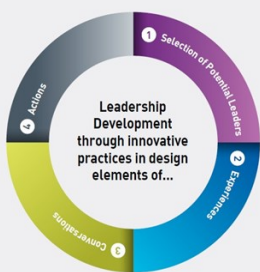 Leadership
Development
through innovative
practices in design
elements of...
1 Selection of Potential Leaders
2 Experiences
3 Conversations
4 Actions